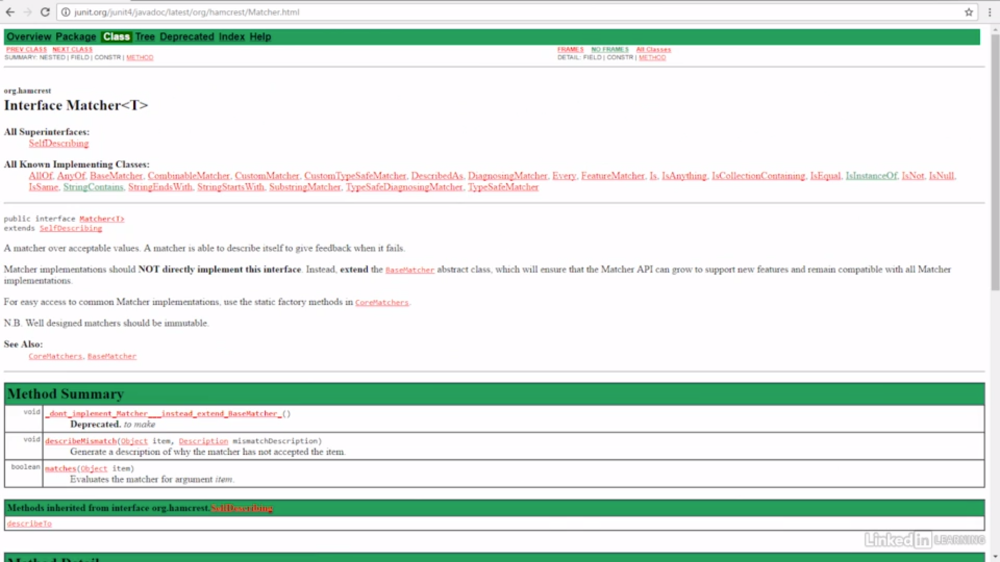 junit.org/junit4/javadoc/latest/org/hamcrest/Matcher.html
Overview Package Class Tree Deprecated Index Help
PREV CLASS NEXT CLASS
FRAMES NO FRAMES All Classes
SUMMARY: NESTED | FIELD | CONSTR | METHOD
DETAIL: FIELD | CONSTR | METHOD
org.hamcrest
Interface Matcher<T>
All Superinterfaces:
SelfDescribing
All Known Implementing Classes:
AllOf, AnyOf, BaseMatcher, CombinableMatcher, CustomMatcher, CustomTypeSafeMatcher, DescribedAs, DiagnosingMatcher, Every, FeatureMatcher, Is, IsAnything, IsCollectionContaining, IsEqual, IsInstanceOf, IsNot, IsNull,
IsSame, StringContains, StringEndsWith, StringStartsWith, SubstringMatcher, TypeSafeDiagnosingMatcher, TypeSafeMatcher
public interface Matcher<T>
extends SelfDescribing
A matcher over acceptable values. A matcher is able to describe itself to give feedback when it fails.
Matcher implementations should NOT directly implement this interface. Instead, extend the BaseMatcher abstract class, which will ensure that the Matcher API can grow to support new features and remain compatible with all Matcher
implementations.
For easy access to common Matcher implementations, use the static factory methods in CoreMatchers.
N.B. Well designed matchers should be immutable.
See Also:
CoreMatchers, BaseMatcher
Method Summary
void _dont_implement_Matcher___instead_extend_BaseMatcher_()
Deprecated. to make
void describeMismatch(Object item, Description mismatchDescription)
Generate a description of why the matcher has not accepted the item.
boolean matches(Object item)
Evaluates the matcher for argument item.
Methods inherited from interface org.hamcrest.SelfDescribing
describeTo
Linked in LEARNING
Method Detail